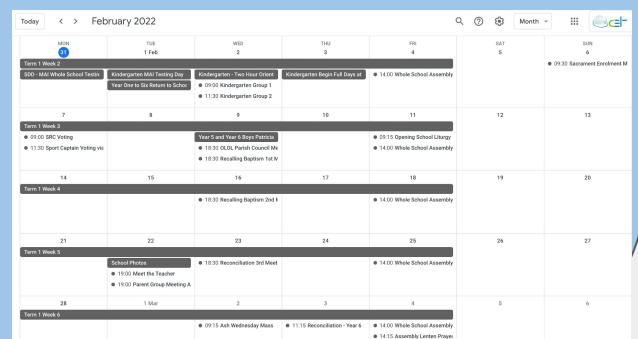 Today < > February 2022 Month
MON TUE WED THU FRI SAT SUN
31 1 Feb 2 3 4 5 6
Term 1 Week 2
SDD - MAI Whole School Testin Kindergarten MAI Testing Day Kindergarten - Two Hour Orient Kindergarten Begin Full Days at 14:00 Whole School Assembly 09:30 Sacrament Enrolment M
Year One to Six Return to School 09:00 Kindergarten Group 1
11:30 Kindergarten Group 2
7 8 9 10 11 12 13
Term 1 Week 3
09:00 SRC Voting Year 5 and Year 6 Boys Patricia 09:15 Opening School Liturgy
11:30 Sport Captain Voting via 18:30 OLOL Parish Council Me 14:00 Whole School Assembly
18:30 Recalling Baptism 1st M
14 15 16 17 18 19 20
Term 1 Week 4
18:30 Recalling Baptism 2nd M 14:00 Whole School Assembly
21 22 23 24 25 26 27
Term 1 Week 5
School Photos 18:30 Reconciliation 3rd Meet 14:00 Whole School Assembly
19:00 Meet the Teacher
19:00 Parent Group Meeting A
28 1 Mar 2 3 4 5 6
Term 1 Week 6
09:15 Ash Wednesday Mass 11:15 Reconciliation - Year 6 14:00 Whole School Assembly
14:15 Assembly Lenten Prayer